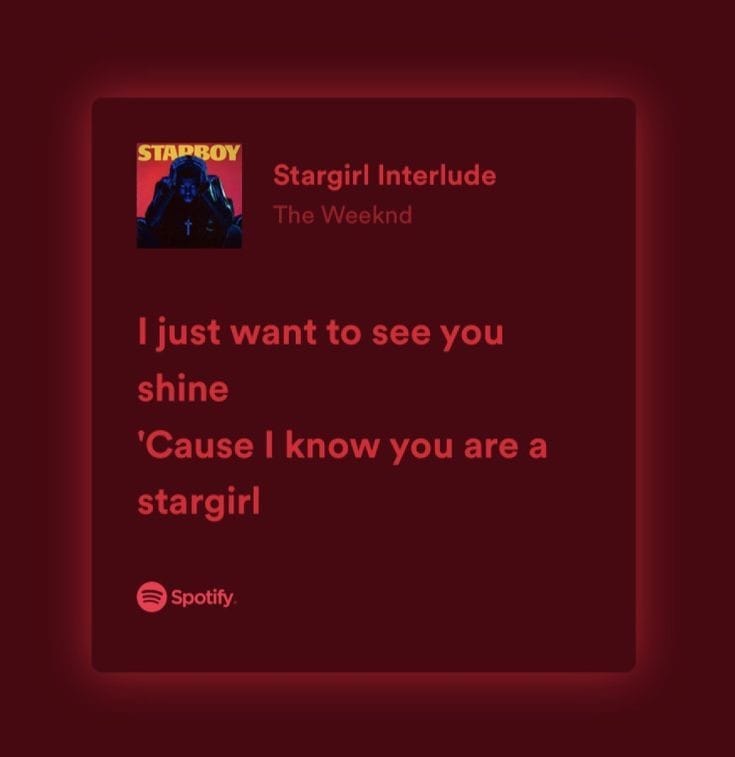 STARBOY
Stargirl Interlude
The Weeknd
I just want to see you
shine
'Cause I know you are a
stargirl
Spotify